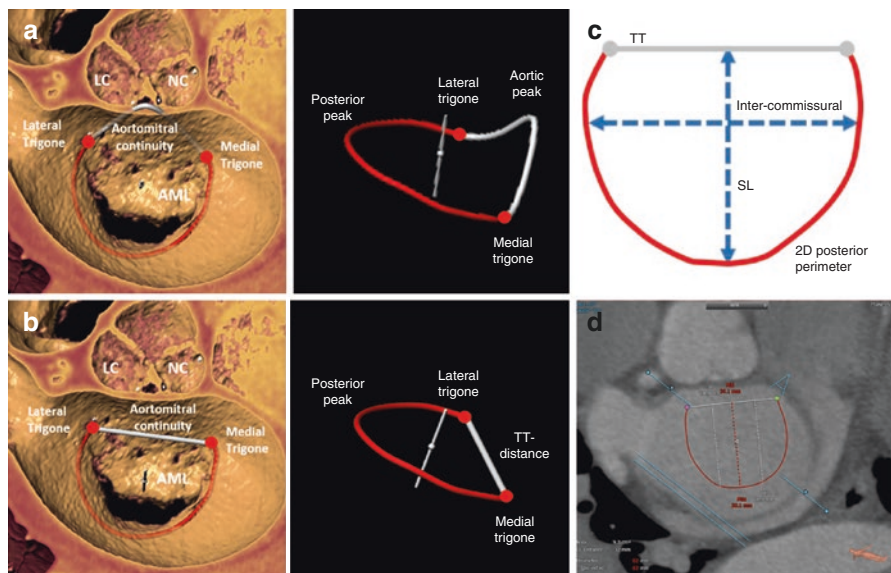 a
LC
NC
Lateral
Trigone
Aortomitral
continuity
Medial
Trigone
AML
Posterior
peak
Lateral
trigone
Aortic
peak
Medial
trigone
c
TT
Inter-commissural
SL
2D posterior
perimeter
b
LC
NC
Lateral
Trigone
Aortomitral
continuity
Medial
Trigone
AML
Posterior
peak
Lateral
trigone
TT-
distance
Medial
trigone
d